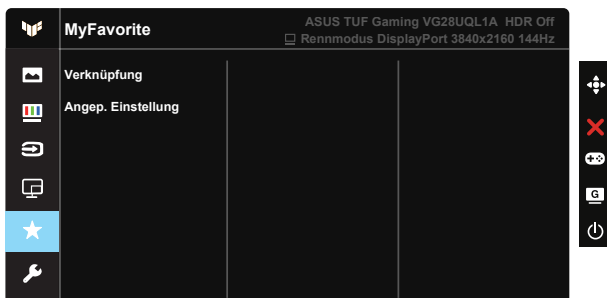 MyFavorite
ASUS TUF Gaming VG28UQL1A HDR Off
Rennmodus DisplayPort 3840x2160 144Hz
Verknüpfung
Angep. Einstellung
G